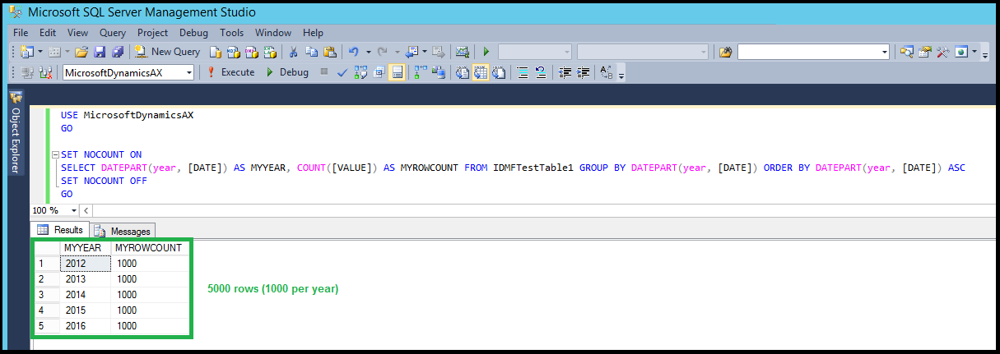 Microsoft SQL Server Management Studio
File Edit View Query Project Debug Tools Window Help
New Query
MicrosoftDynamicsAX Execute Debug
Object Explorer
USE MicrosoftDynamicsAX
GO
SET NOCOUNT ON
SELECT DATEPART(year, [DATE]) AS MYYEAR, COUNT([VALUE]) AS MYROWCOUNT FROM IDMFTestTable1 GROUP BY DATEPART(year, [DATE]) ORDER BY DATEPART(year, [DATE]) ASC
SET NOCOUNT OFF
GO
100 %
Results Messages
MYYEAR MYROWCOUNT
1 2012 1000
2 2013 1000
3 2014 1000
4 2015 1000
5 2016 1000
5000 rows (1000 per year)